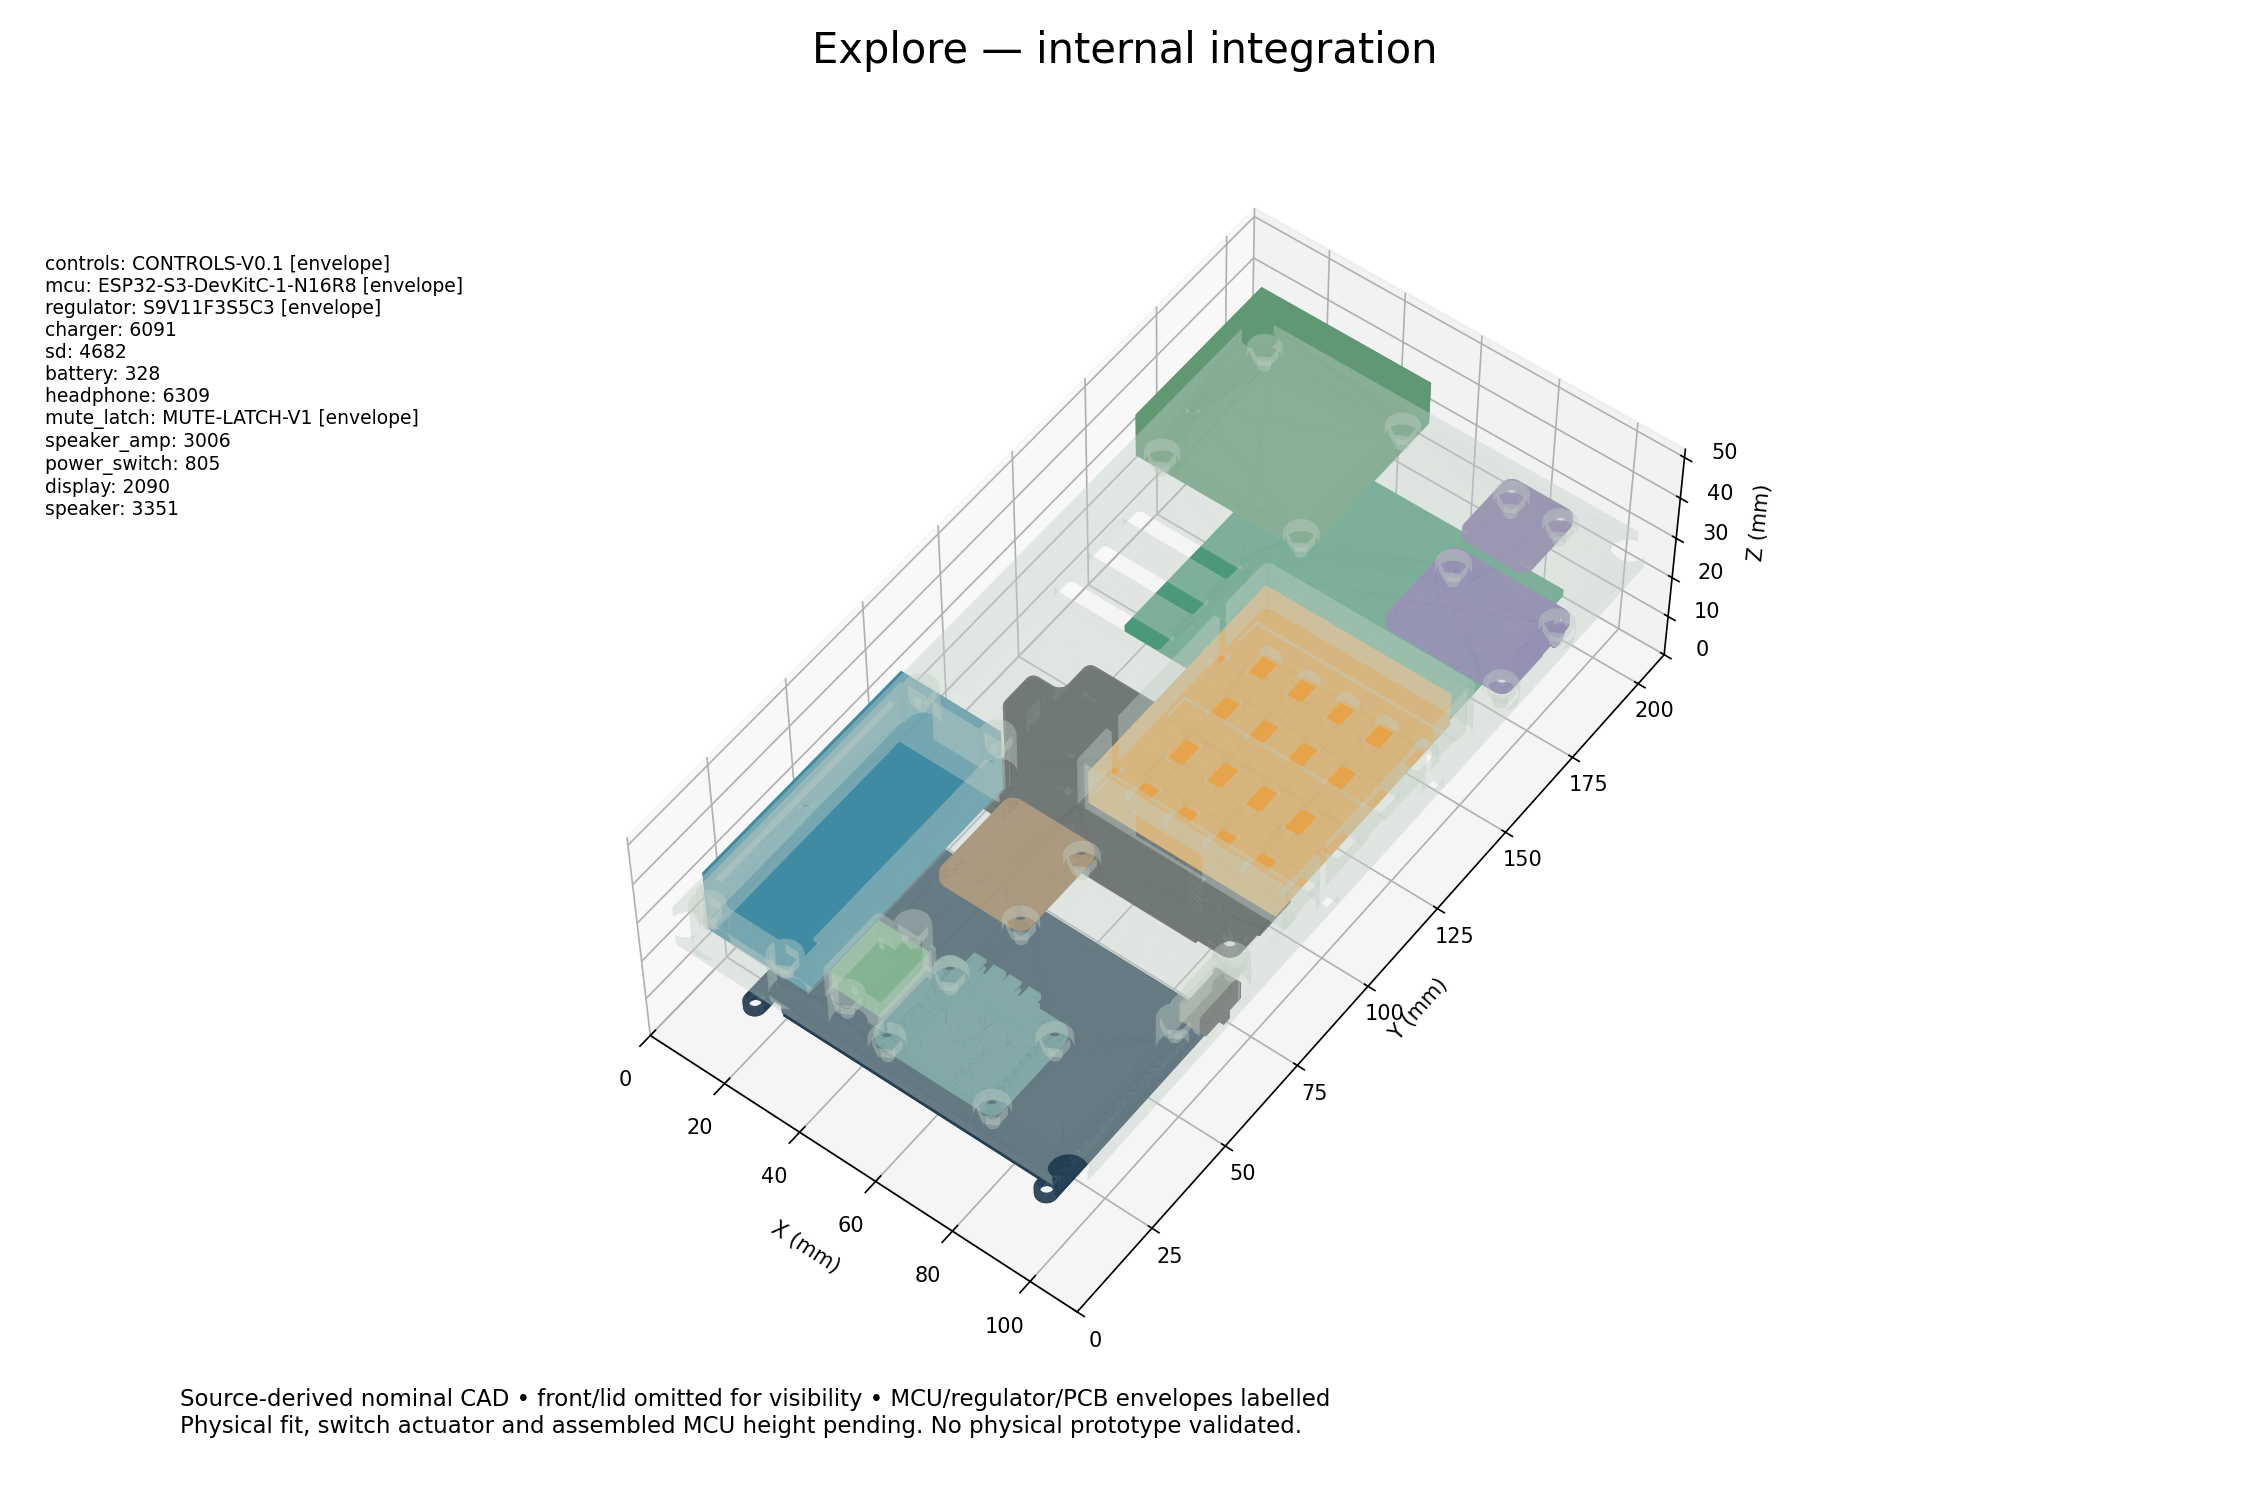 Explore — internal integration
controls: CONTROLS-V0.1 [envelope]
mcu: ESP32-S3-DevKitC-1-N16R8 [envelope]
regulator: S9V11F3S5C3 [envelope]
charger: 6091
sd: 4682
battery: 328
headphone: 6309
mute_latch: MUTE-LATCH-V1 [envelope]
speaker_amp: 3006
power_switch: 805
display: 2090
speaker: 3351
50
40
30
20
10
0
Z (mm)
200
175
150
125
100
75
50
25
0
Y (mm)
0
20
40
60
80
100
X (mm)
Source-derived nominal CAD • front/lid omitted for visibility • MCU/regulator/PCB envelopes labelled
Physical fit, switch actuator and assembled MCU height pending. No physical prototype validated.